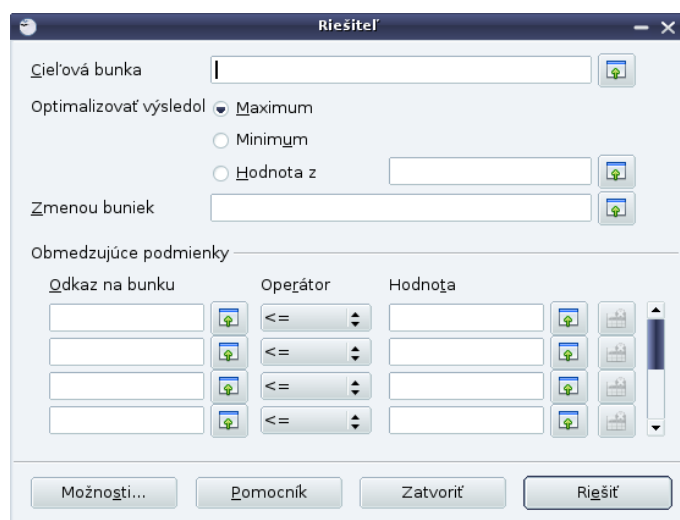 Riešiteľ
Cieľová bunka
Optimalizovať výsledol Maximum
Minimum
Hodnota z
Zmenou buniek
Obmedzujúce podmienky
Odkaz na bunku Operátor Hodnota
<=
<=
<=
<=
Možnosti... Pomocník Zatvoriť Riešiť